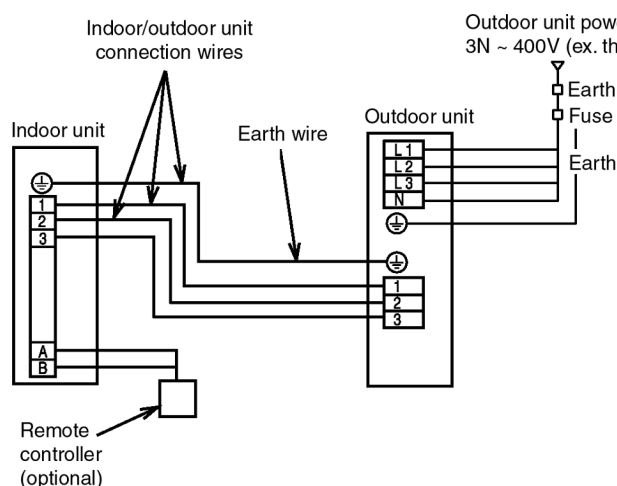 Indoor/outdoor unit
connection wires
Outdoor unit pow
3N ~ 400V (ex. th
Earth
Fuse
Earth
Indoor unit
Earth wire
Outdoor unit
L1
L2
L3
N
1
2
3
1
2
3
A
B
Remote
controller
(optional)